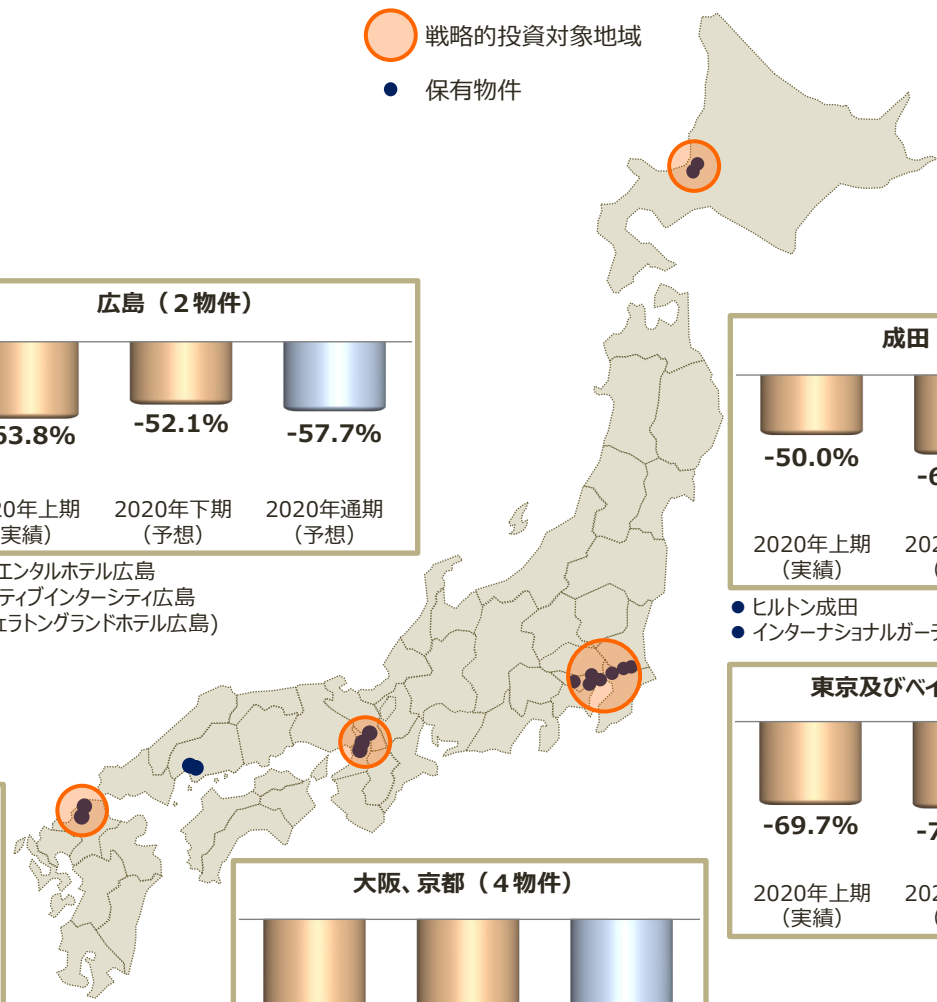 戦略的投資対象地域
保有物件
広島（２物件）
53.8%
-52.1%
-57.7%
20年上期
2020年下期
2020年通期
実績）
（予想）
（予想）
エンタルホテル広島
ティブインターシティ広島
ェラトングランドホテル広島)
成田
-50.0%
-6
2020年上期
202
（実績）
（
ヒルトン成田
インターナショナルガーデ
東京及びベイ
-69.7%
-7
2020年上期
202
（実績）
（
大阪、京都（４物件）